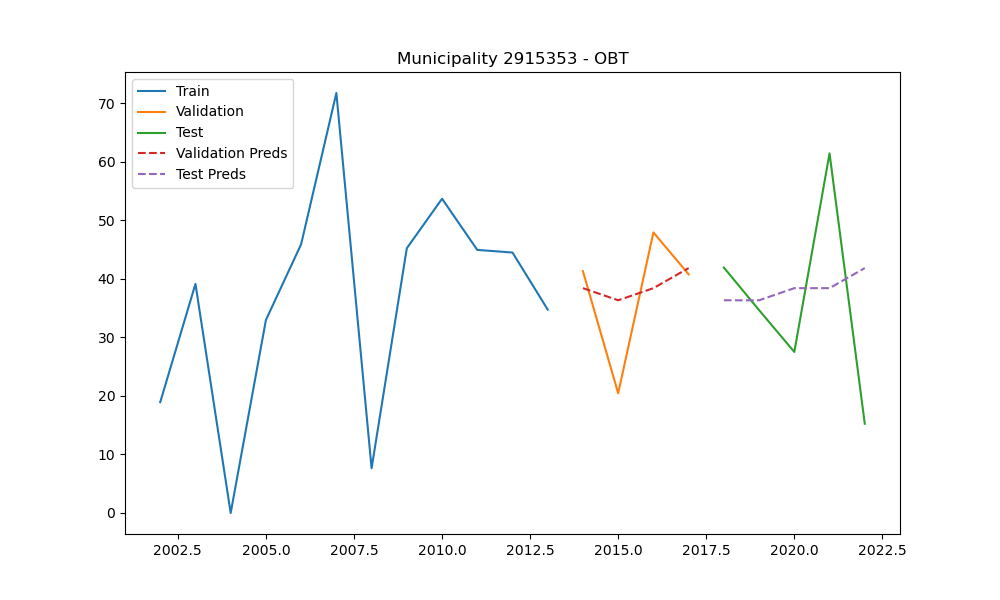 Municipality 2915353 - OBT
Train
Validation
Test
Validation Preds
Test Preds
70
60
50
40
30
20
10
0
2002.5 2005.0 2007.5 2010.0 2012.5 2015.0 2017.5 2020.0 2022.5